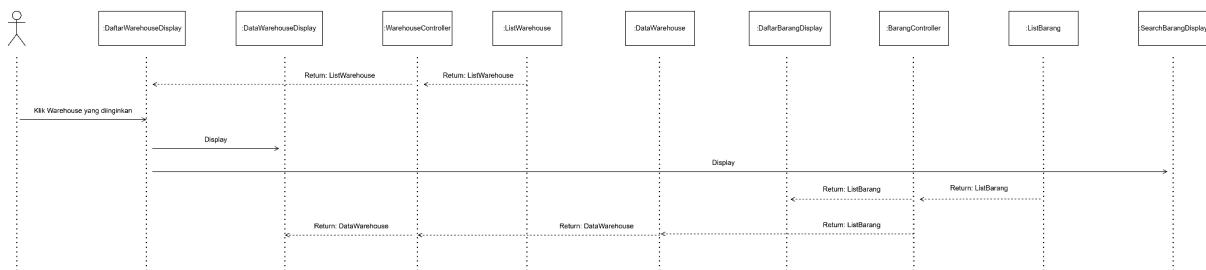 :DaftarWarehouseDisplay
:DataWarehouseDisplay
:WarehouseController
:ListWarehouse
:DataWarehouse
:DaftarBarangDisplay
:BarangController
:ListBarang
:SearchBarangDisplay
Return: ListWarehouse
Return: ListWarehouse
Klik Warehouse yang diinginkan
Display
Display
Return: ListBarang
Return: ListBarang
Return: DataWarehouse
Return: DataWarehouse
Return: ListBarang